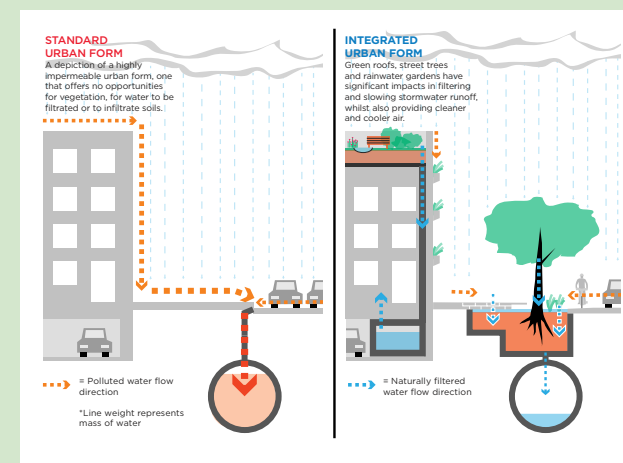 STANDARD
URBAN FORM
A depiction of a highly
impermeable urban form, one
that offers no opportunities
for vegetation, for water to be
filtrated or to infiltrate soils.
= Polluted water flow
direction
*Line weight represents
mass of water
INTEGRATED
URBAN FORM
Green roofs, street trees
and rainwater gardens have
significant impacts in filtering
and slowing stormwater runoff,
whilst also providing cleaner
and cooler air.
= Naturally filtered
water flow direction